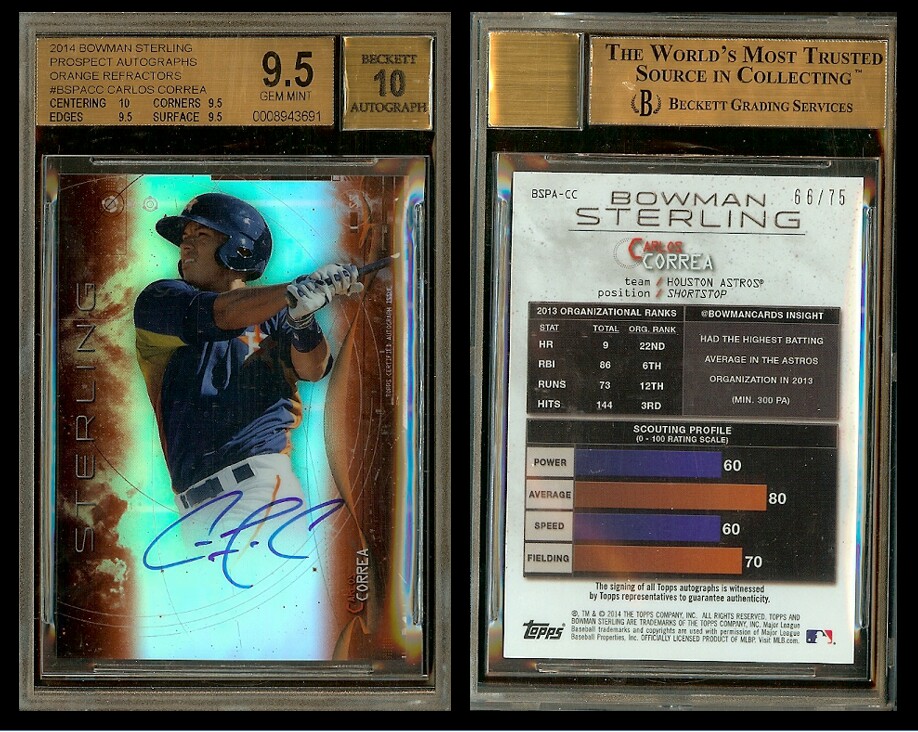 2014 BOWMAN STERLING
PROSPECT AUTOGRAPHS
ORANGE REFRACTORS
#BSPACC CARLOS CORREA
CENTERING 10 CORNERS 9.5
EDGES 9.5 SURFACE 9.5
9.5
GEM MINT
0008943691
BECKETT
10
AUTOGRAPH
STERLING
TOPPS CERTIFIED AUTOGRAPH ISSUE
CARLOS
CORREA
THE WORLD'S MOST TRUSTED
SOURCE IN COLLECTING™
B BECKETT GRADING SERVICES
BSPA-CC
BOWMAN
STERLING
66/75
CARLOS
CORREA
team / HOUSTON ASTROS®
position / SHORTSTOP
2013 ORGANIZATIONAL RANKS
STAT TOTAL ORG. RANK
HR 9 22ND
RBI 86 6TH
RUNS 73 12TH
HITS 144 3RD
@BOWMANCARDS INSIGHT
HAD THE HIGHEST BATTING
AVERAGE IN THE ASTROS
ORGANIZATION IN 2013
(MIN. 300 PA)
SCOUTING PROFILE
(0 - 100 RATING SCALE)
POWER 60
AVERAGE 80
SPEED 60
FIELDING 70
The signing of all Topps autographs is witnessed
by Topps representatives to guarantee authenticity.
®, TM & © 2014 THE TOPPS COMPANY, INC. ALL RIGHTS RESERVED. TOPPS AND
BOWMAN STERLING ARE TRADEMARKS OF THE TOPPS COMPANY, INC. Major League
Baseball trademarks and copyrights are used with permission of Major League
Baseball Properties, Inc. OFFICIALLY LICENSED PRODUCT OF MLBP. Visit MLB.com.
Topps